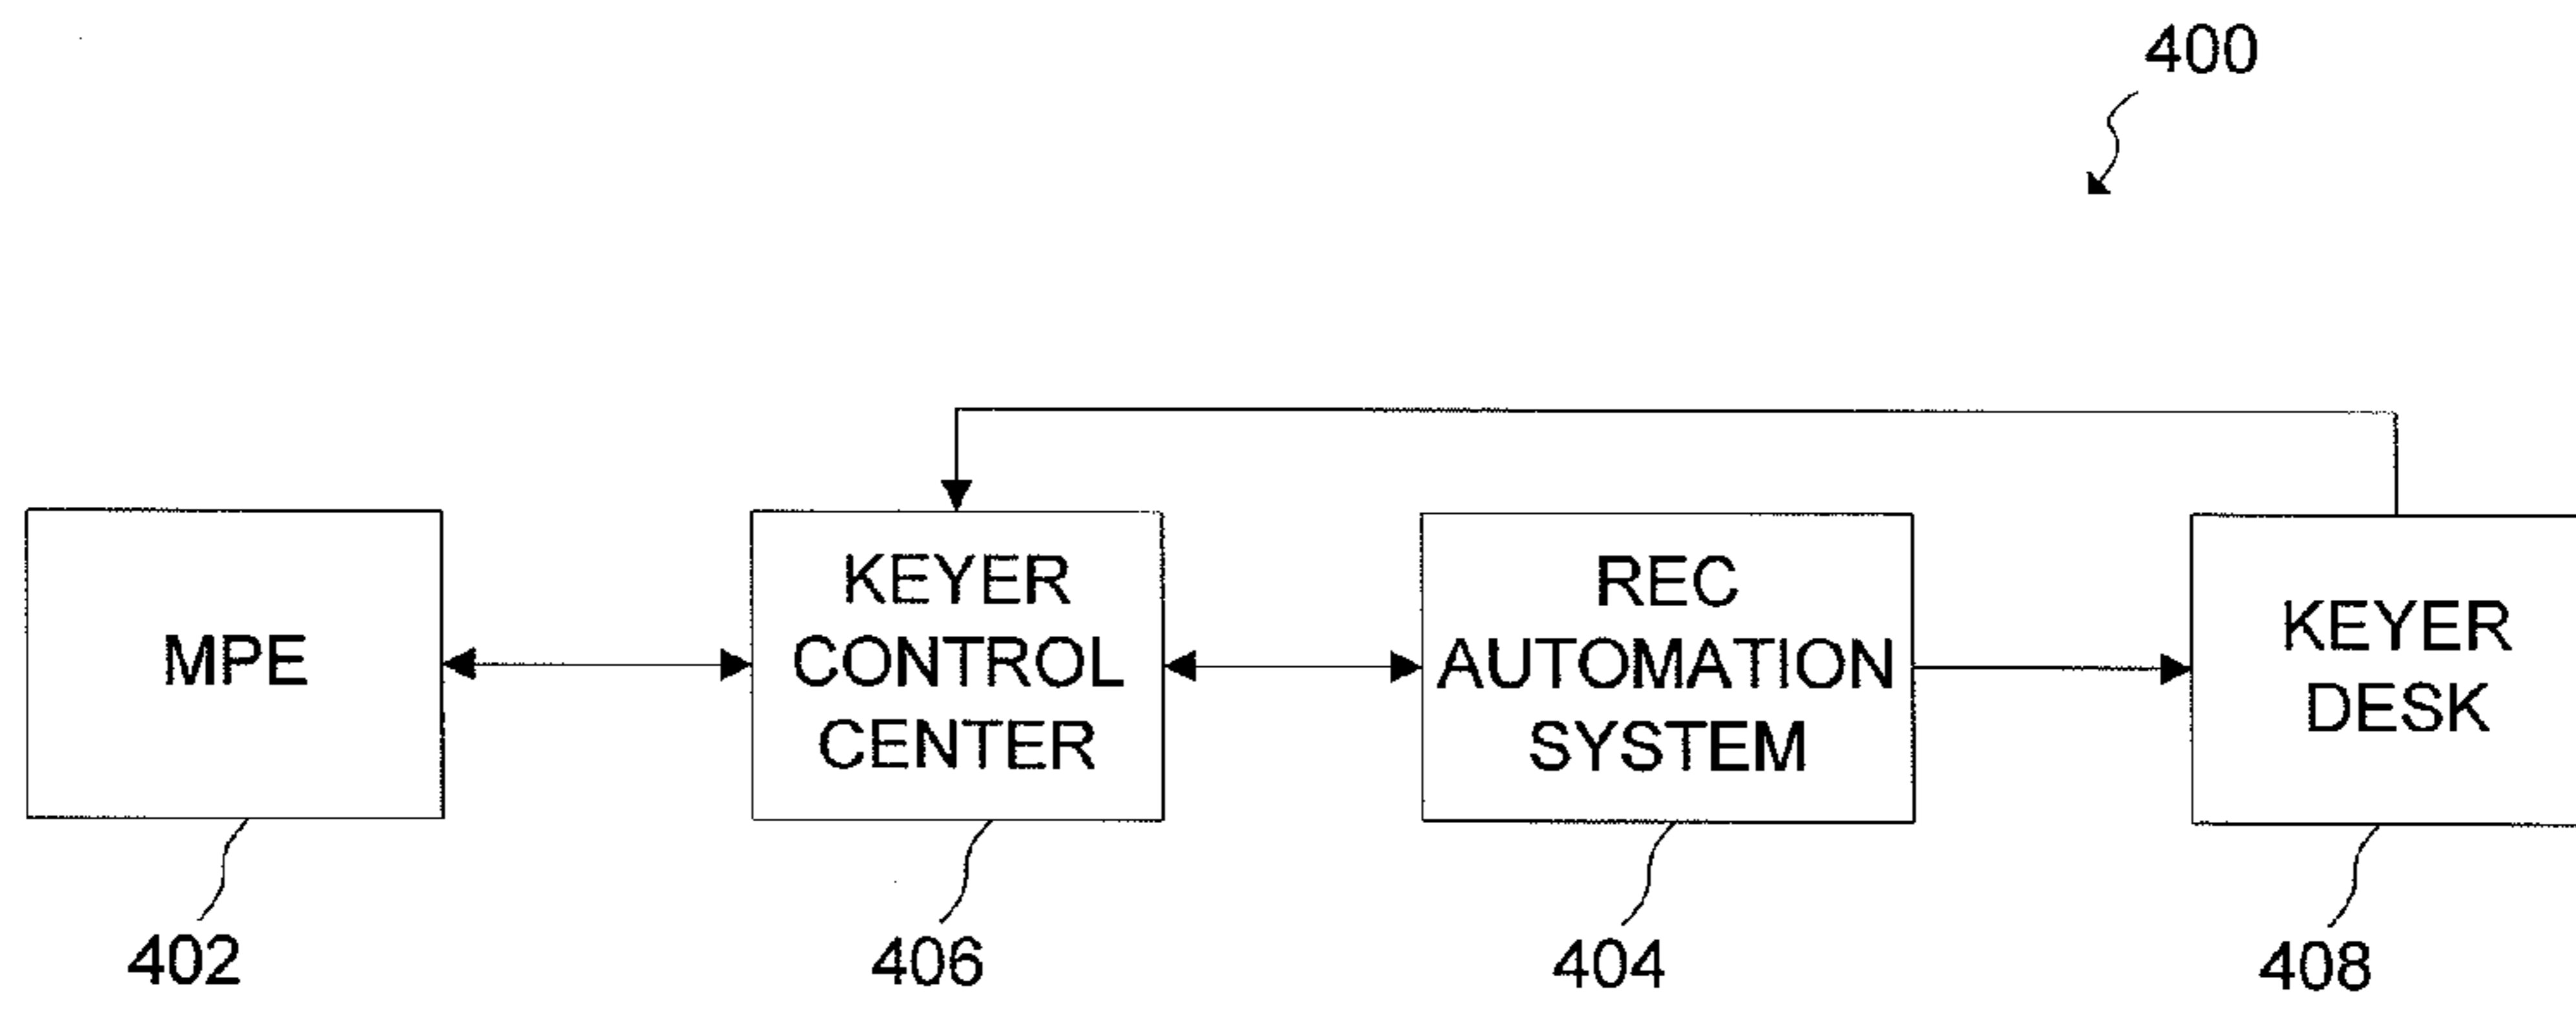 400
MPE
KEYER
CONTROL
CENTER
REC
AUTOMATION
SYSTEM
KEYER
DESK
402
406
404
408